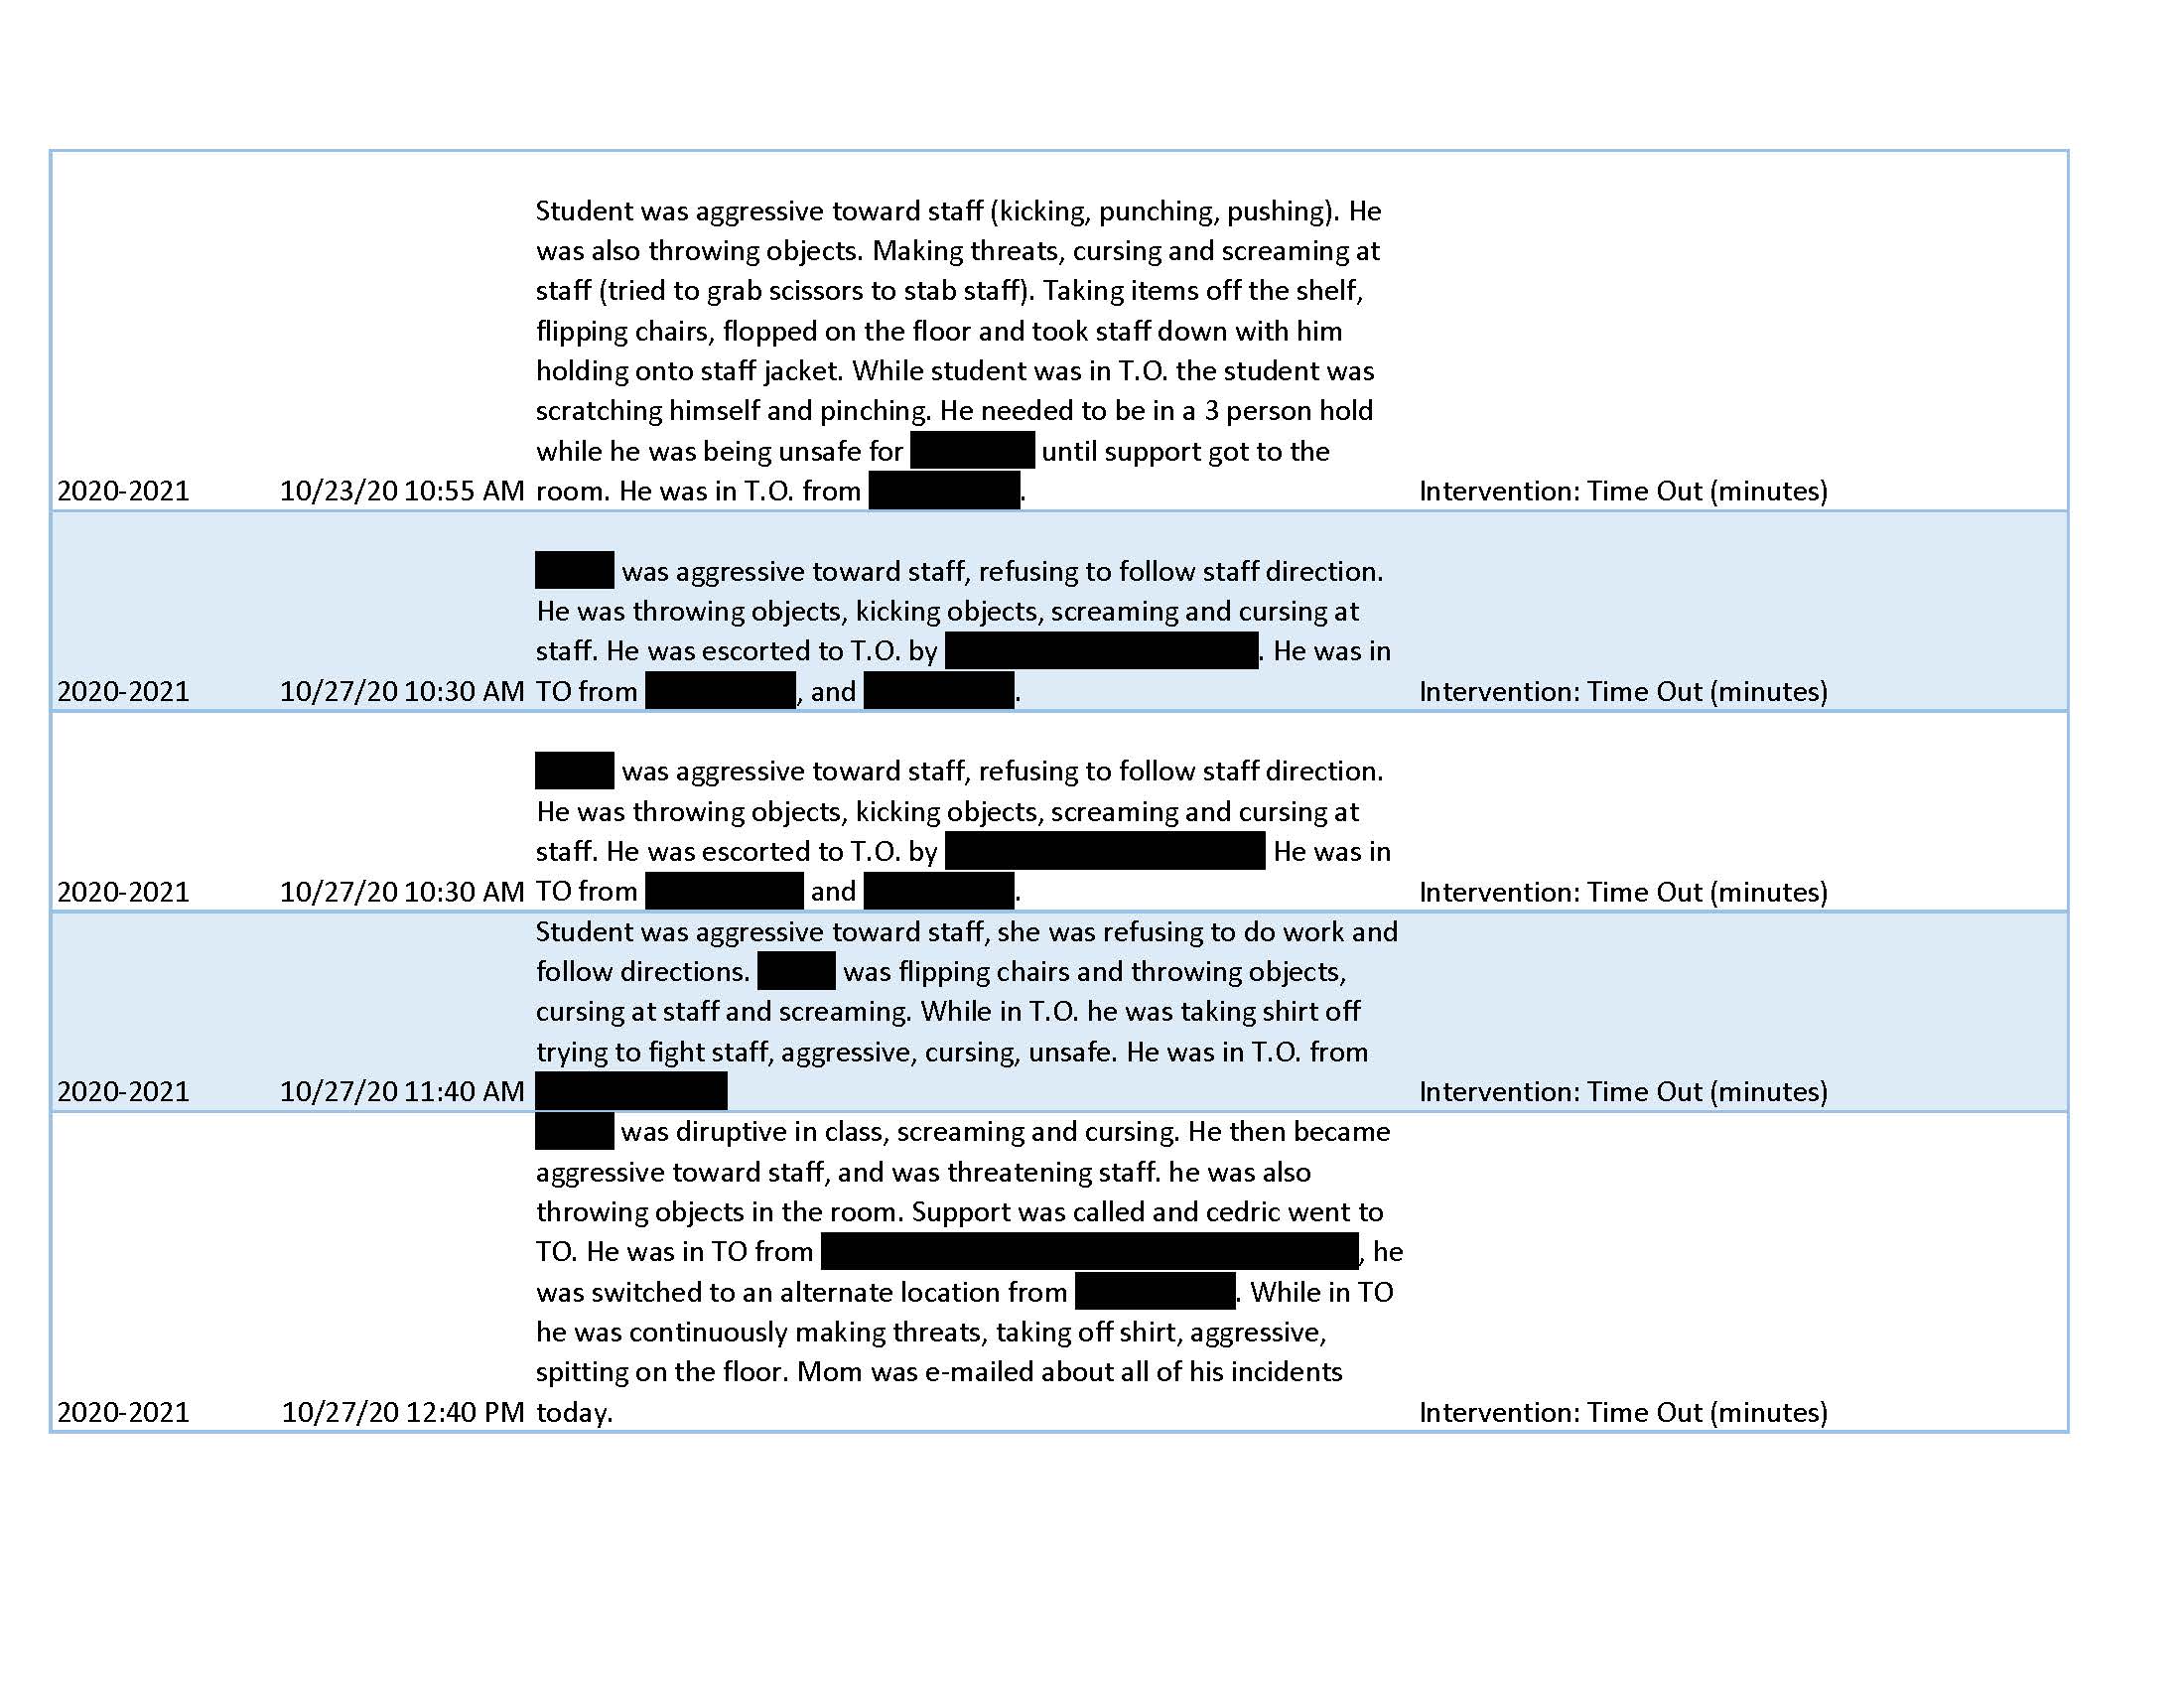 Student was aggressive toward staff (kicking, punching, pushing). He
was also throwing objects. Making threats, cursing and screaming at
staff (tried to grab scissors to stab staff). Taking items off the shelf,
flipping chairs, flopped on the floor and took staff down with him
holding onto staff jacket. While student was in T.O. the student was
scratching himself and pinching. He needed to be in a 3 person hold
while he was being unsafe for until support got to the
2020-2021 10/23/20 10:55 AM room. He was in T.O. from . Intervention: Time Out (minutes)
was aggressive toward staff, refusing to follow staff direction.
He was throwing objects, kicking objects, screaming and cursing at
staff. He was escorted to T.O. by . He was in
2020-2021 10/27/20 10:30 AM TO from , and . Intervention: Time Out (minutes)
was aggressive toward staff, refusing to follow staff direction.
He was throwing objects, kicking objects, screaming and cursing at
staff. He was escorted to T.O. by He was in
2020-2021 10/27/20 10:30 AM TO from and . Intervention: Time Out (minutes)
Student was aggressive toward staff, she was refusing to do work and
follow directions. was flipping chairs and throwing objects,
cursing at staff and screaming. While in T.O. he was taking shirt off
trying to fight staff, aggressive, cursing, unsafe. He was in T.O. from
2020-2021 10/27/20 11:40 AM Intervention: Time Out (minutes)
was diruptive in class, screaming and cursing. He then became
aggressive toward staff, and was threatening staff. he was also
throwing objects in the room. Support was called and cedric went to
TO. He was in TO from , he
was switched to an alternate location from . While in TO
he was continuously making threats, taking off shirt, aggressive,
spitting on the floor. Mom was e-mailed about all of his incidents
2020-2021 10/27/20 12:40 PM today. Intervention: Time Out (minutes)